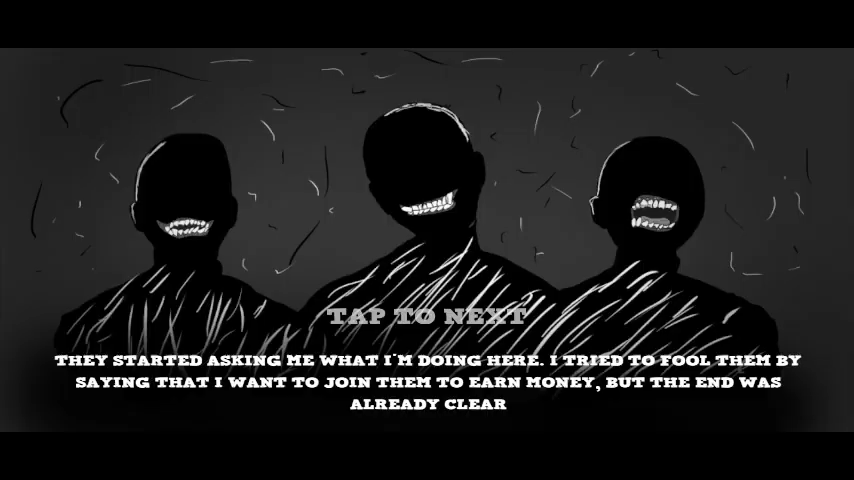 TAP TO NEXT
THEY STARTED ASKING ME WHAT I'M DOING HERE. I TRIED TO FOOL THEM BY
SAYING THAT I WANT TO JOIN THEM TO EARN MONEY, BUT THE END WAS
ALREADY CLEAR